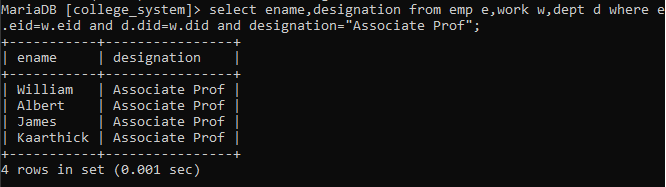 MariaDB [college_system]> select ename,designation from emp e,work w,dept d where e
.eid=w.eid and d.did=w.did and designation="Associate Prof";
+-----------+----------------+
| ename     | designation    |
+-----------+----------------+
| William   | Associate Prof |
| Albert    | Associate Prof |
| James     | Associate Prof |
| Kaarthick | Associate Prof |
+-----------+----------------+
4 rows in set (0.001 sec)